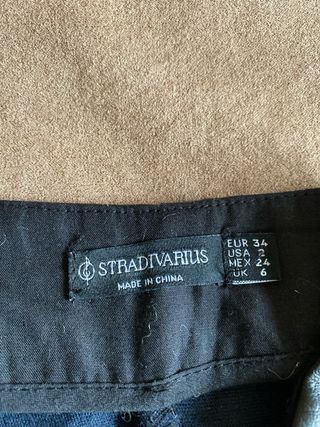 STRADIVARIUS
MADE IN CHINA
EUR 34
USA 2
MEX 24
UK 6